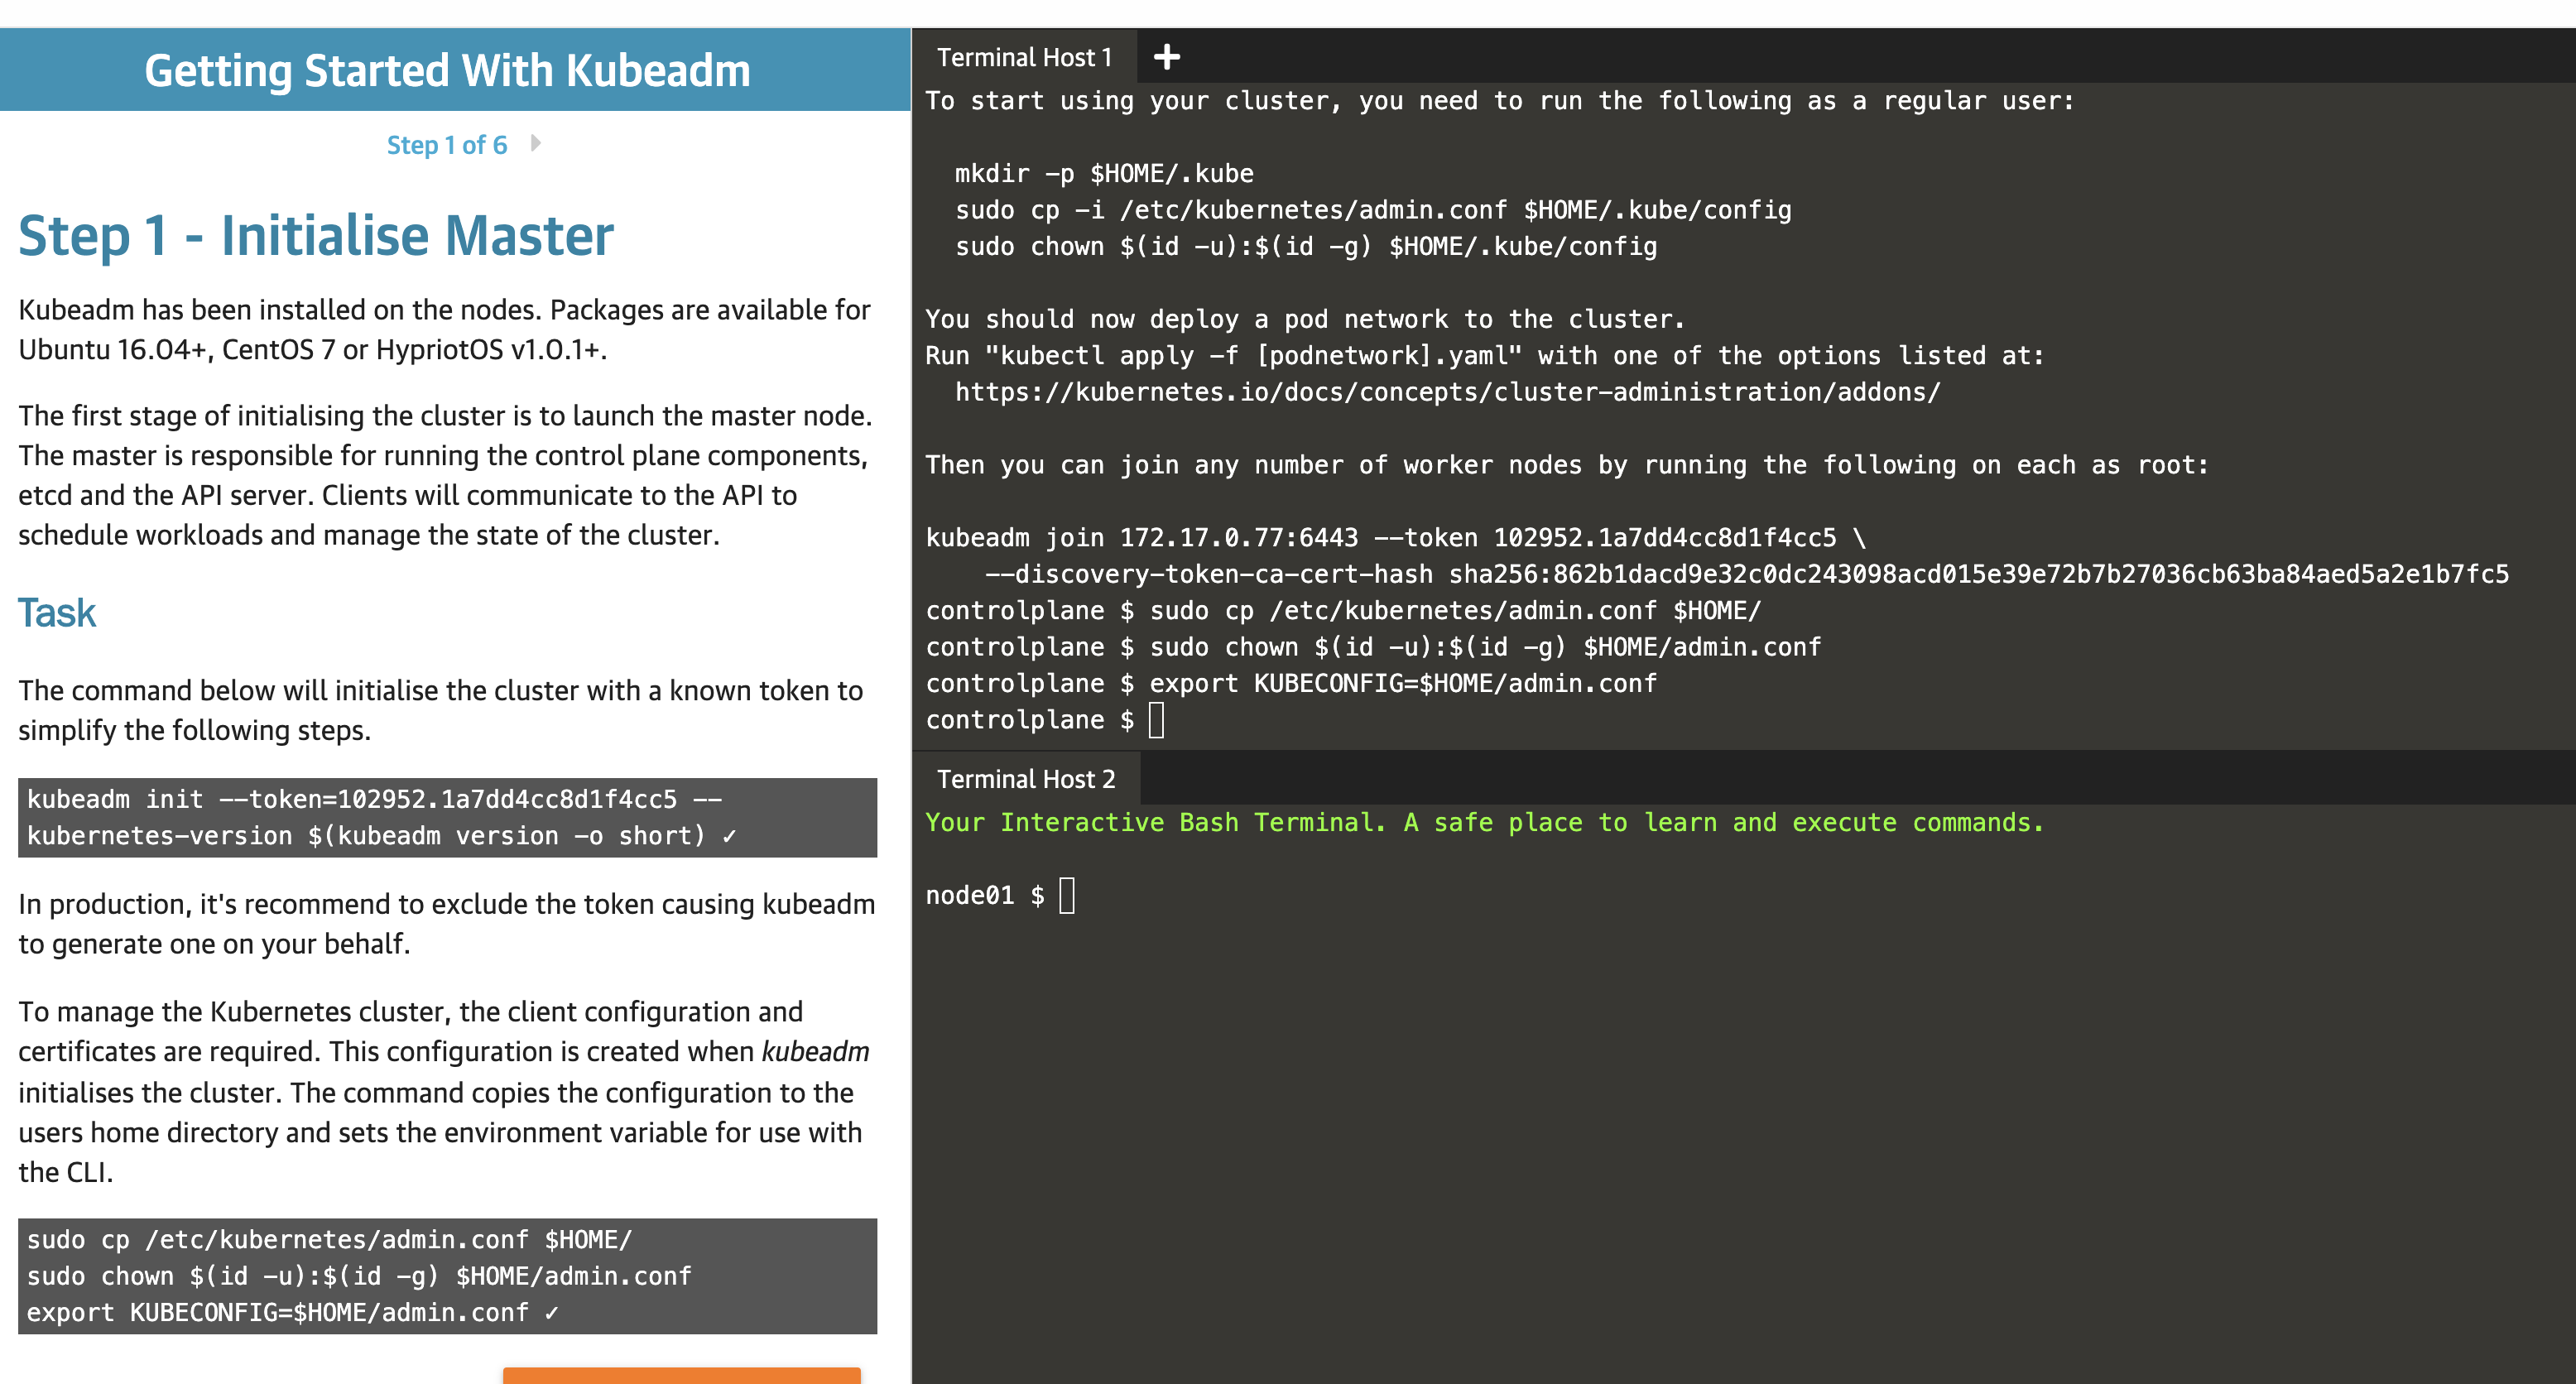 Getting Started With Kubeadm
Step 1 of 6
Step 1 - Initialise Master
Kubeadm has been installed on the nodes. Packages are available for
Ubuntu 16.04+, CentOS 7 or HypriotOS v1.0.1+.
The first stage of initialising the cluster is to launch the master node.
The master is responsible for running the control plane components,
etcd and the API server. Clients will communicate to the API to
schedule workloads and manage the state of the cluster.
Task
The command below will initialise the cluster with a known token to
simplify the following steps.
kubeadm init --token=102952.1a7dd4cc8d1f4cc5 --
kubernetes-version $(kubeadm version -o short) ✓
In production, it's recommend to exclude the token causing kubeadm
to generate one on your behalf.
To manage the Kubernetes cluster, the client configuration and
certificates are required. This configuration is created when kubeadm
initialises the cluster. The command copies the configuration to the
users home directory and sets the environment variable for use with
the CLI.
sudo cp /etc/kubernetes/admin.conf $HOME/
sudo chown $(id -u):$(id -g) $HOME/admin.conf
export KUBECONFIG=$HOME/admin.conf ✓
Terminal Host 1 +
To start using your cluster, you need to run the following as a regular user:
mkdir -p $HOME/.kube
sudo cp -i /etc/kubernetes/admin.conf $HOME/.kube/config
sudo chown $(id -u):$(id -g) $HOME/.kube/config
You should now deploy a pod network to the cluster.
Run "kubectl apply -f [podnetwork].yaml" with one of the options listed at:
https://kubernetes.io/docs/concepts/cluster-administration/addons/
Then you can join any number of worker nodes by running the following on each as root:
kubeadm join 172.17.0.77:6443 --token 102952.1a7dd4cc8d1f4cc5 \
--discovery-token-ca-cert-hash sha256:862b1dacd9e32c0dc243098acd015e39e72b7b27036cb63ba84aed5a2e1b7fc5
controlplane $ sudo cp /etc/kubernetes/admin.conf $HOME/
controlplane $ sudo chown $(id -u):$(id -g) $HOME/admin.conf
controlplane $ export KUBECONFIG=$HOME/admin.conf
controlplane $
Terminal Host 2
Your Interactive Bash Terminal. A safe place to learn and execute commands.
node01 $